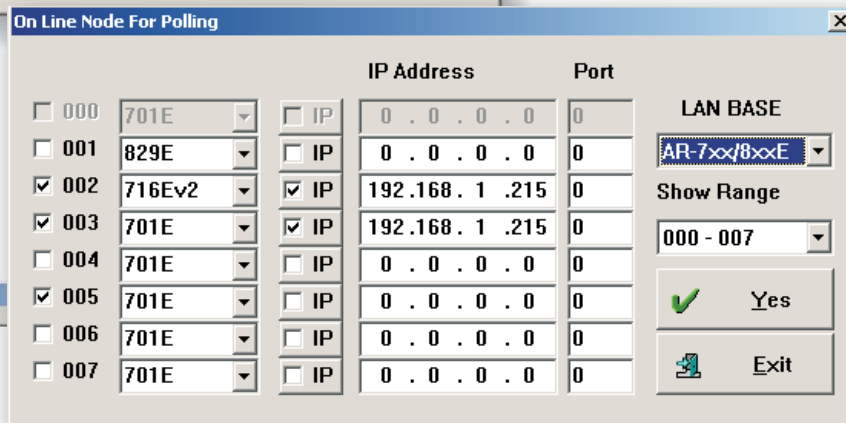 On Line Node For Polling
IP Address Port
000 701E IP 0 . 0 . 0 . 0 0 LAN BASE
001 829E IP 0 . 0 . 0 . 0 0 AR-7xx/8xxE
002 716Ev2 IP 192.168. 1 .215 0 Show Range
003 701E IP 192.168. 1 .215 0 000 - 007
004 701E IP 0 . 0 . 0 . 0 0
005 701E IP 0 . 0 . 0 . 0 0 Yes
006 701E IP 0 . 0 . 0 . 0 0
007 701E IP 0 . 0 . 0 . 0 0 Exit